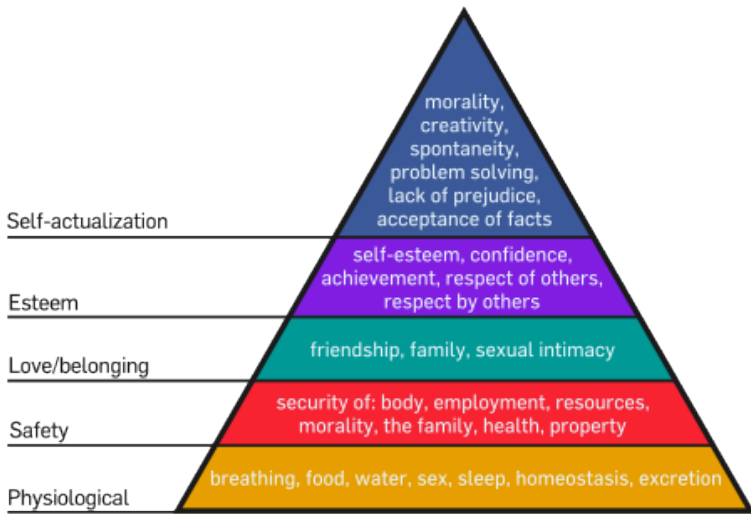 morality,
creativity,
spontaneity,
problem solving,
lack of prejudice,
acceptance of facts
Self-actualization
self-esteem, confidence,
achievement, respect of others,
respect by others
Esteem
friendship, family, sexual intimacy
Love/belonging
security of: body, employment, resources,
morality, the family, health, property
Safety
breathing, food, water, sex, sleep, homeostasis, excretion
Physiological